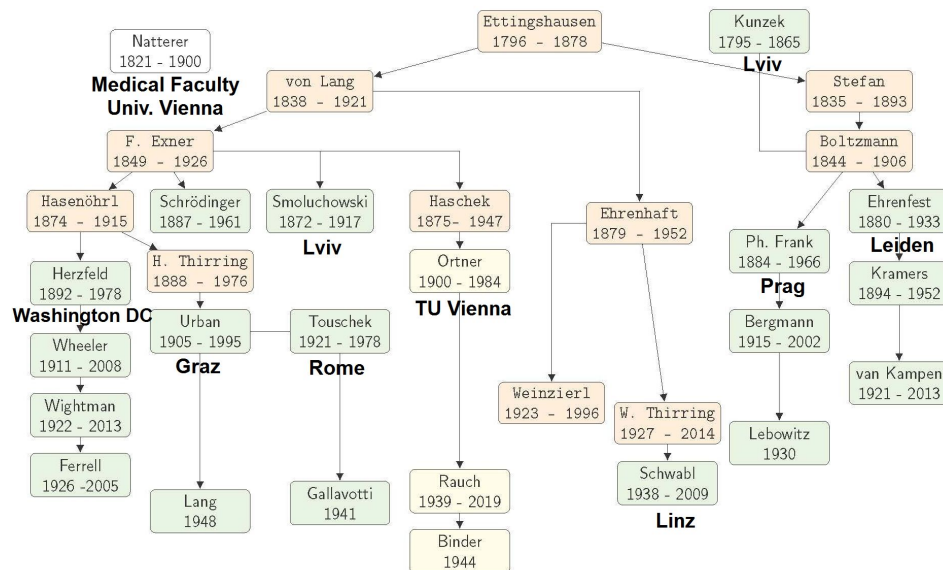 Ettingshausen
1796 - 1878
Kunzek
1795 - 1865
Lviv
Natterer
1821 - 1900
Medical Faculty
Univ. Vienna
von Lang
1838 - 1921
Stefan
1835 - 1893
F. Exner
1849 - 1926
Boltzmann
1844 - 1906
Hasenöhrl
1874 - 1915
Schrödinger
1887 - 1961
Smoluchowski
1872 - 1917
Lviv
Haschek
1875- 1947
Ehrenhaft
1879 - 1952
Ehrenfest
1880 - 1933
Leiden
Ph. Frank
1884 - 1966
Prag
Herzfeld
1892 - 1978
Washington DC
H. Thirring
1888 - 1976
Ortner
1900 - 1984
TU Vienna
Kramers
1894 - 1952
Urban
1905 - 1995
Graz
Touschek
1921 - 1978
Rome
Bergmann
1915 - 2002
Wheeler
1911 - 2008
van Kampen
1921 - 2013
Wightman
1922 - 2013
Weinzierl
1923 - 1996
W. Thirring
1927 - 2014
Lebowitz
1930
Ferrell
1926 -2005
Schwabl
1938 - 2009
Linz
Rauch
1939 - 2019
Lang
1948
Gallavotti
1941
Binder
1944